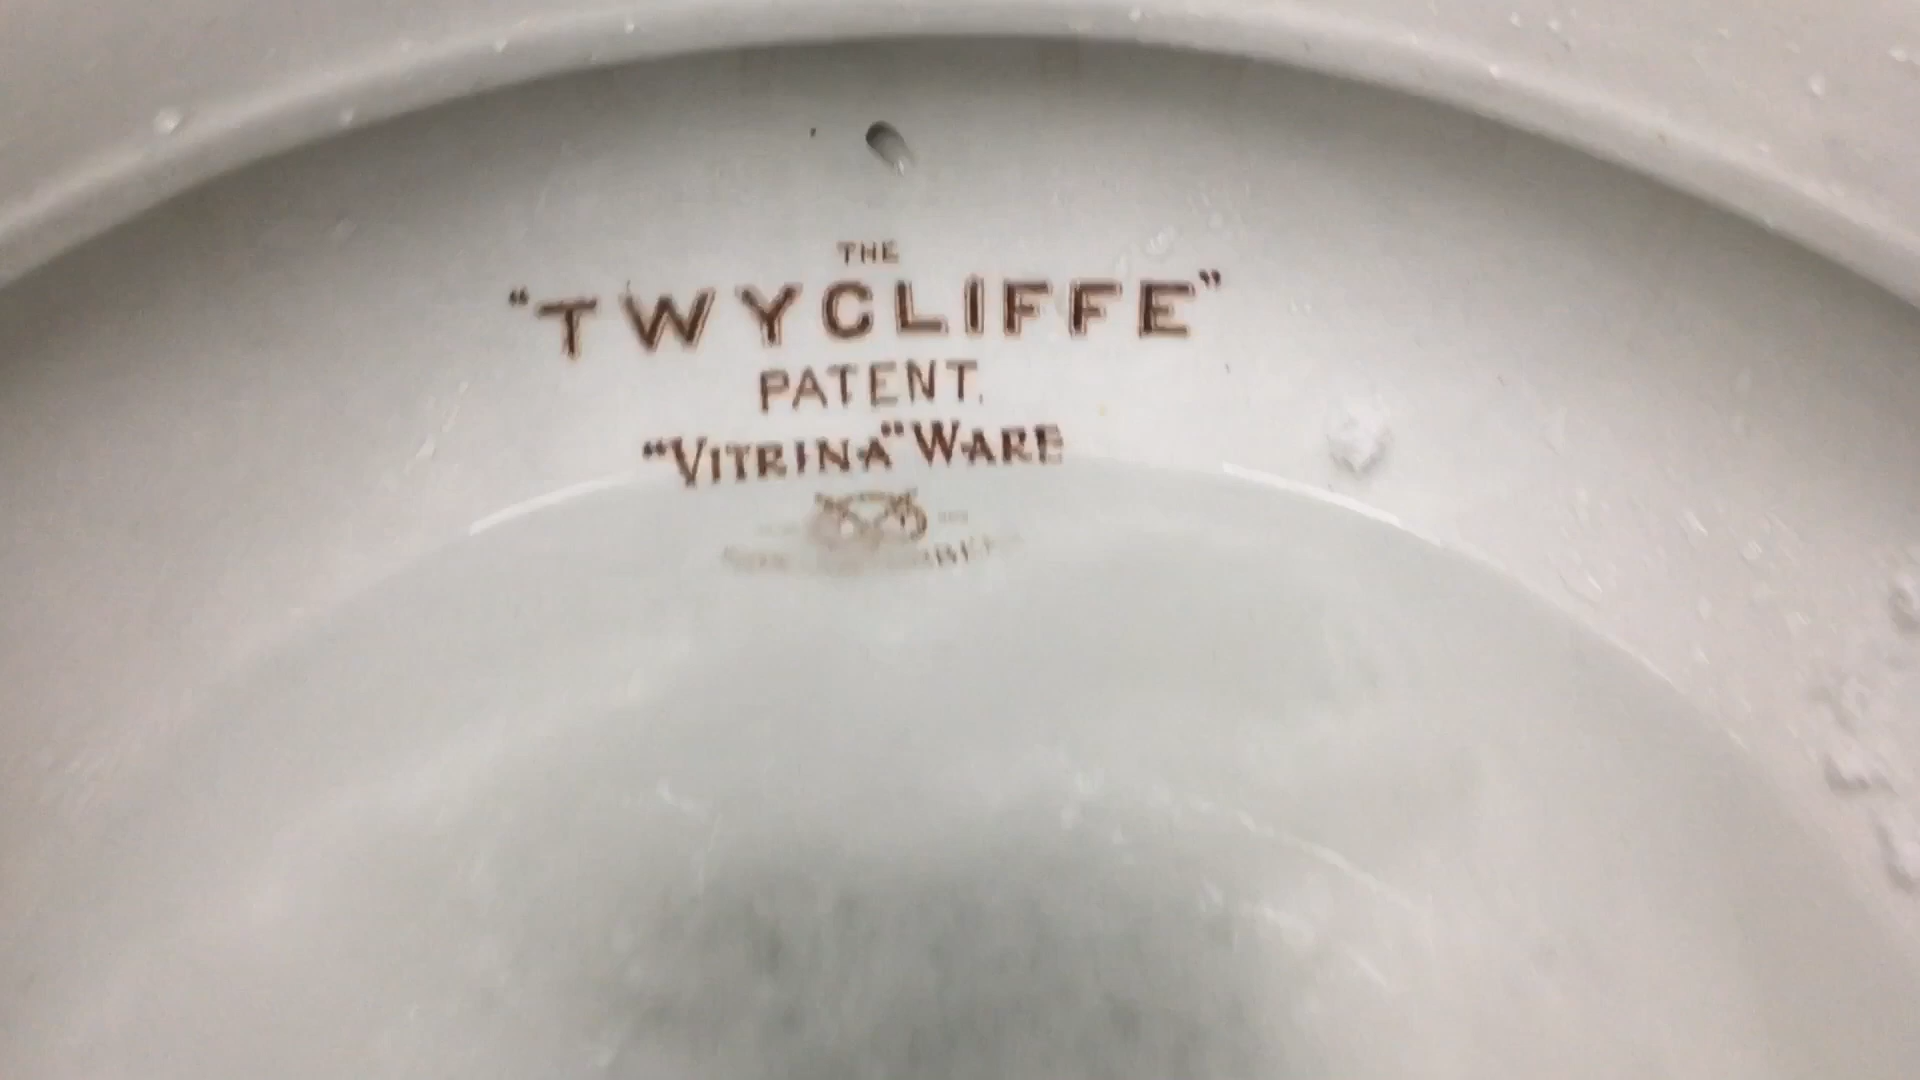 THE
“TWYCLIFFE”
PATENT.
“VITRINA” WARE